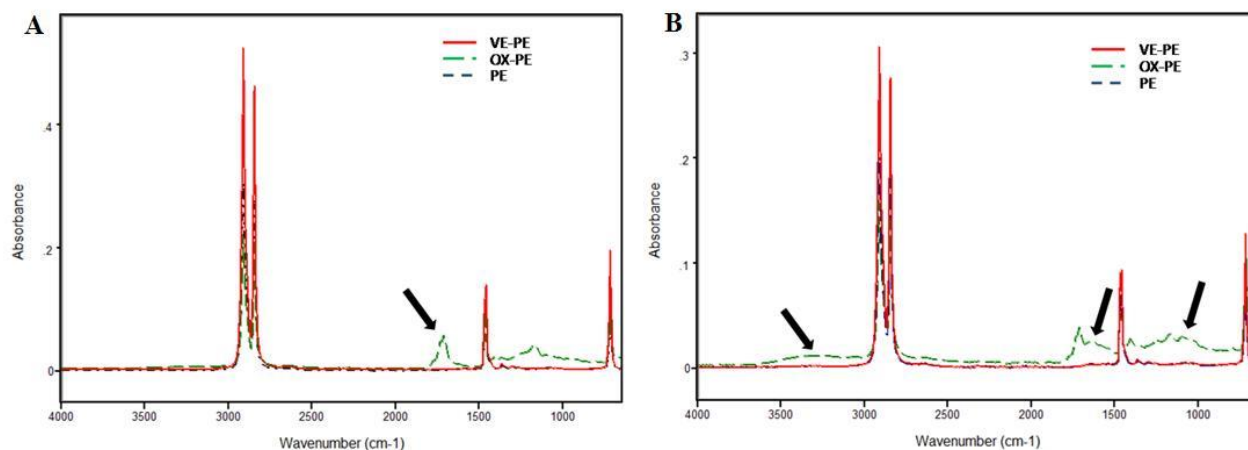 A
VE-PE
OX-PE
PE
.4
.2
0
Absorbance
4000 3500 3000 2500 2000 1500 1000
Wavenumber (cm-1)
B
VE-PE
OX-PE
PE
.3
.2
.1
0
Absorbance
4000 3500 3000 2500 2000 1500 1000
Wavenumber (cm-1)